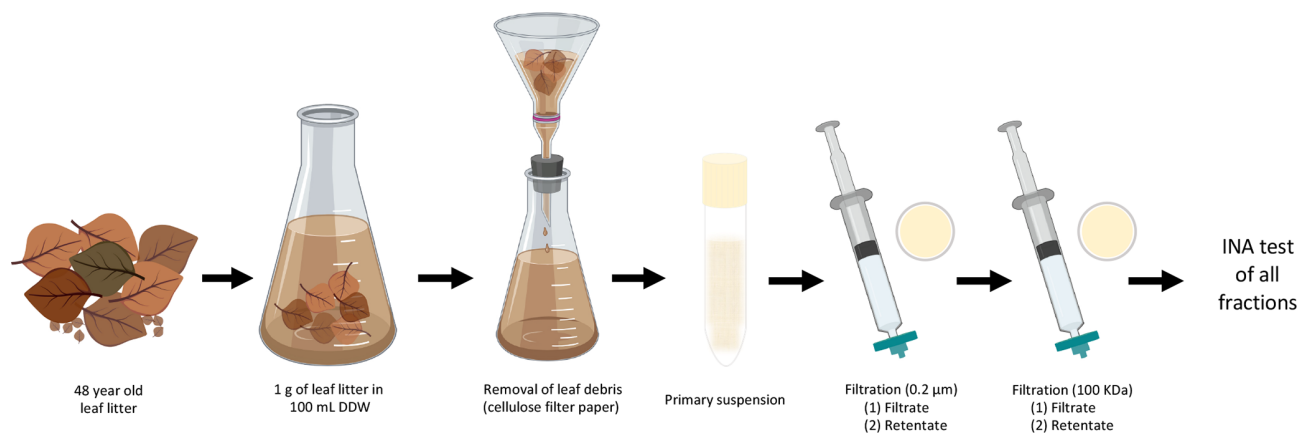 48 year old
leaf litter
1 g of leaf litter in
100 mL DDW
Removal of leaf debris
(cellulose filter paper)
Primary suspension
Filtration (0.2 µm)
(1) Filtrate
(2) Retentate
Filtration (100 KDa)
(1) Filtrate
(2) Retentate
INA test
of all
fractions